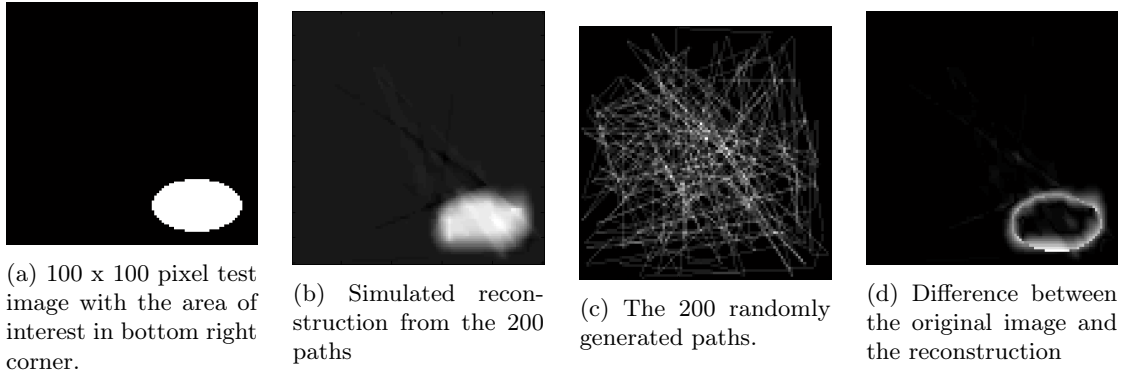 (a) 100 x 100 pixel test
image with the area of
interest in bottom right
corner.
(b) Simulated recon-
struction from the 200
paths
(c) The 200 randomly
generated paths.
(d) Difference between
the original image and
the reconstruction